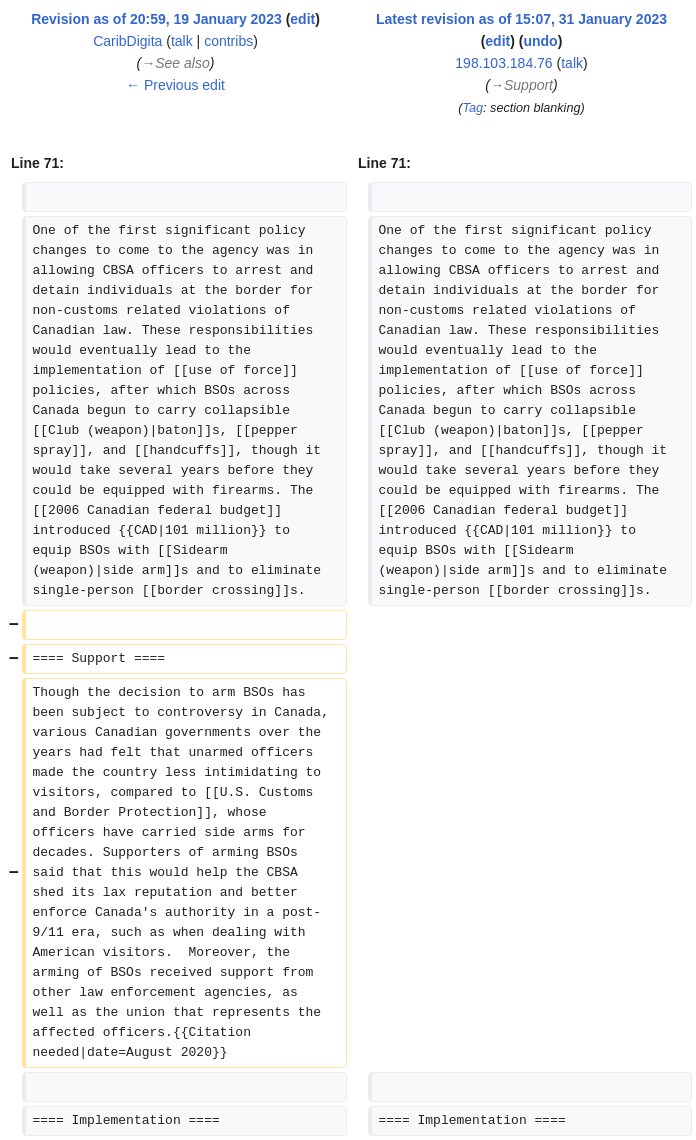 Revision as of 20:59, 19 January 2023 (edit)
CaribDigita (talk | contribs)
(→See also)
← Previous edit
Latest revision as of 15:07, 31 January 2023
(edit) (undo)
198.103.184.76 (talk)
(→Support)
(Tag: section blanking)
Line 71:
Line 71:
One of the first significant policy
changes to come to the agency was in
allowing CBSA officers to arrest and
detain individuals at the border for
non-customs related violations of
Canadian law. These responsibilities
would eventually lead to the
implementation of [[use of force]]
policies, after which BSOs across
Canada begun to carry collapsible
[[Club (weapon)|baton]]s, [[pepper
spray]], and [[handcuffs]], though it
would take several years before they
could be equipped with firearms. The
[[2006 Canadian federal budget]]
introduced {{CAD|101 million}} to
equip BSOs with [[Sidearm
(weapon)|side arm]]s and to eliminate
single-person [[border crossing]]s.
One of the first significant policy
changes to come to the agency was in
allowing CBSA officers to arrest and
detain individuals at the border for
non-customs related violations of
Canadian law. These responsibilities
would eventually lead to the
implementation of [[use of force]]
policies, after which BSOs across
Canada begun to carry collapsible
[[Club (weapon)|baton]]s, [[pepper
spray]], and [[handcuffs]], though it
would take several years before they
could be equipped with firearms. The
[[2006 Canadian federal budget]]
introduced {{CAD|101 million}} to
equip BSOs with [[Sidearm
(weapon)|side arm]]s and to eliminate
single-person [[border crossing]]s.
−
− ==== Support ====
Though the decision to arm BSOs has
been subject to controversy in Canada,
various Canadian governments over the
years had felt that unarmed officers
made the country less intimidating to
visitors, compared to [[U.S. Customs
and Border Protection]], whose
officers have carried side arms for
decades. Supporters of arming BSOs
− said that this would help the CBSA
shed its lax reputation and better
enforce Canada's authority in a post-
9/11 era, such as when dealing with
American visitors.  Moreover, the
arming of BSOs received support from
other law enforcement agencies, as
well as the union that represents the
affected officers.{{Citation
needed|date=August 2020}}
==== Implementation ====
==== Implementation ====